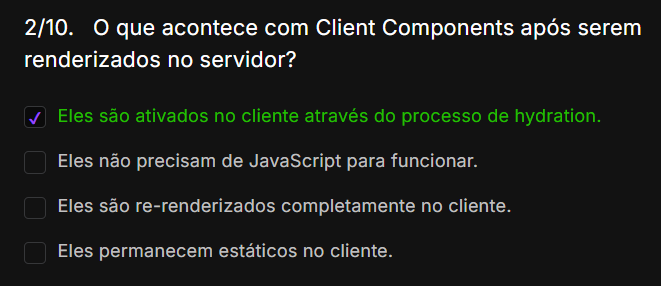 2/10. O que acontece com Client Components após serem
renderizados no servidor?
Eles são ativados no cliente através do processo de hydration.
Eles não precisam de JavaScript para funcionar.
Eles são re-renderizados completamente no cliente.
Eles permanecem estáticos no cliente.